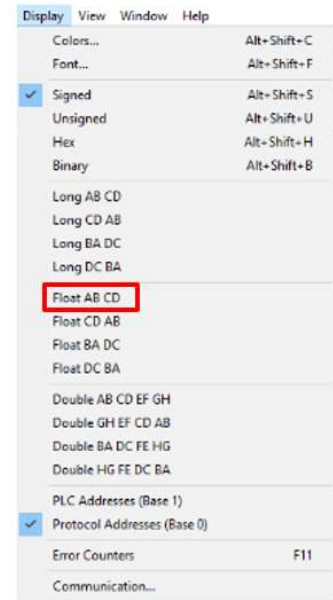 Display View Window Help
Colors... Alt+Shift+C
Font... Alt+Shift+F
Signed Alt+Shift+S
Unsigned Alt+Shift+U
Hex Alt+Shift+H
Binary Alt+Shift+B
Long AB CD
Long CD AB
Long BA DC
Long DC BA
Float AB CD
Float CD AB
Float BA DC
Float DC BA
Double AB CD EF GH
Double GH EF CD AB
Double BA DC FE HG
Double HG FE DC BA
PLC Addresses (Base 1)
Protocol Addresses (Base 0)
Error Counters F11
Communication...